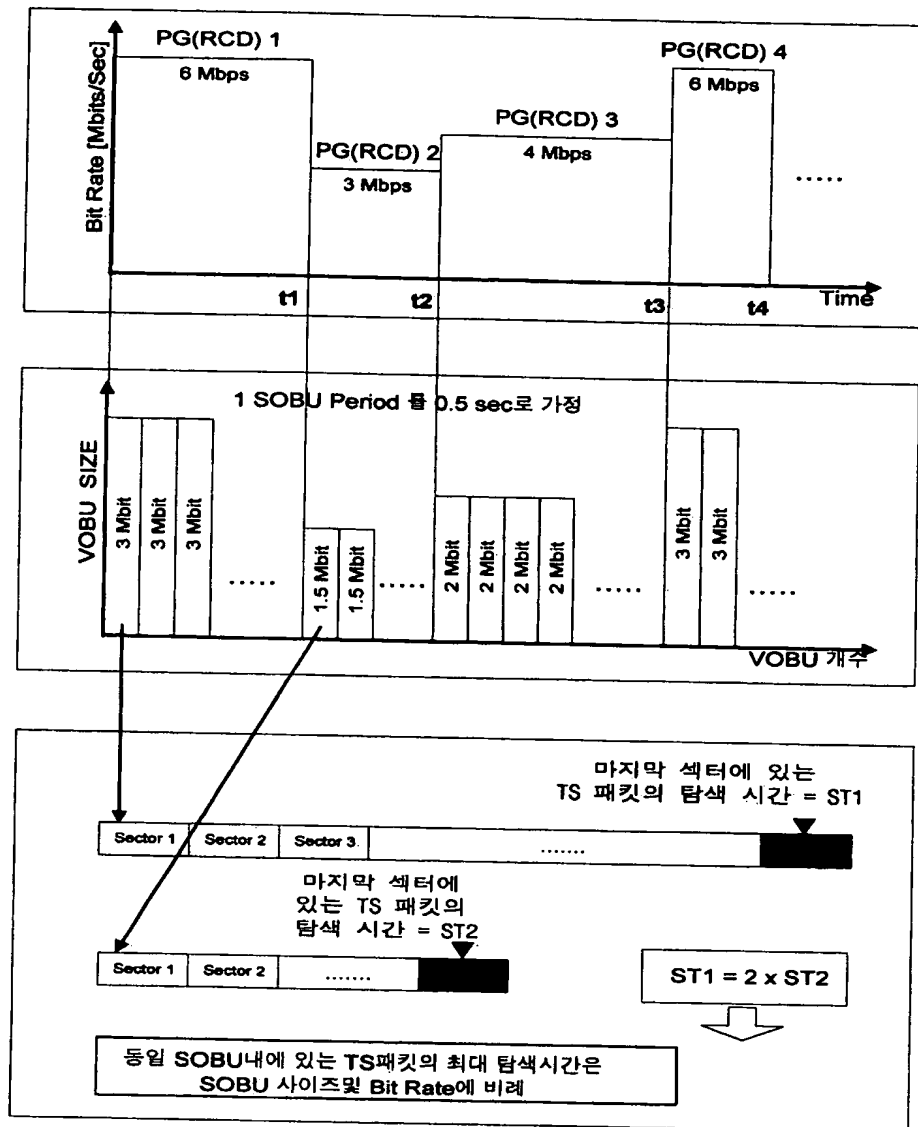 PG(RCD) 1
PG(RCD) 4
6 Mbps
6 Mbps
PG(RCD) 3
PG(RCD) 2
4 Mbps
3 Mbps
.....
Bit Rate [Mbits/Sec]
t1
t2
t3
t4
Time
1 SOBU Period 를 0.5 sec로 가정
VOBU SIZE
3 Mbit
3 Mbit
3 Mbit
.....
1.5 Mbit
1.5 Mbit
.....
2 Mbit
2 Mbit
2 Mbit
2 Mbit
.....
3 Mbit
3 Mbit
.....
VOBU 개수
마지막 섹터에 있는
TS 패킷의 탐색 시간 = ST1
Sector 1
Sector 2
Sector 3
.......
마지막 섹터에
있는 TS 패킷의
탐색 시간 = ST2
Sector 1
Sector 2
.......
ST1 = 2 x ST2
동일 SOBU내에 있는 TS패킷의 최대 탐색시간은
SOBU 사이즈및 Bit Rate에 비례